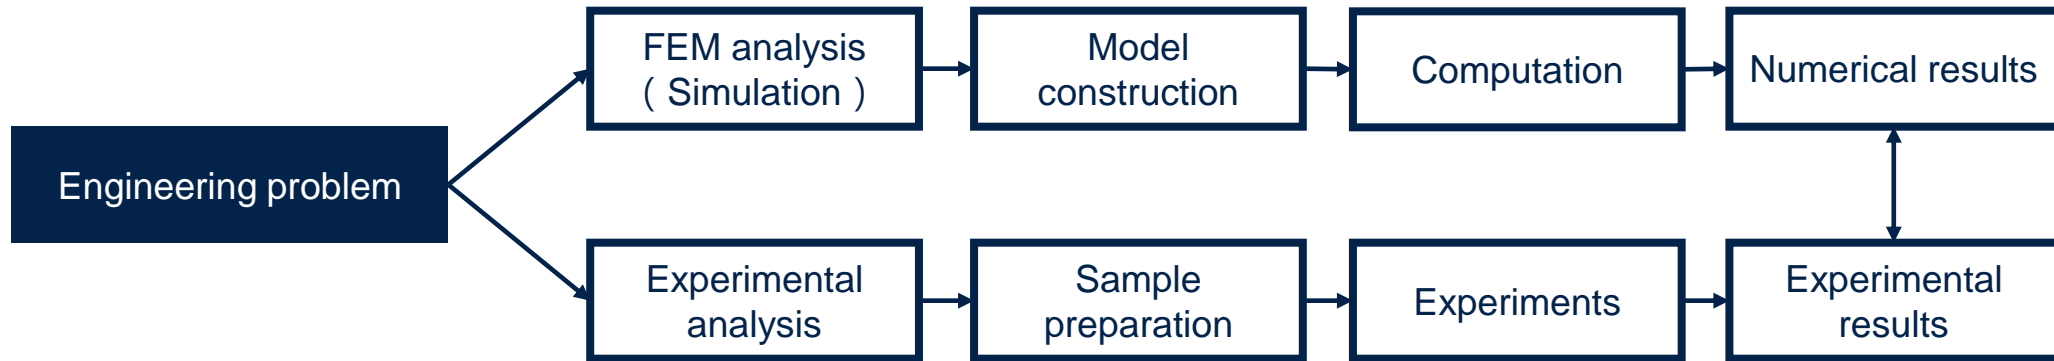 Engineering problem
FEM analysis
( Simulation )
Model
construction
Computation
Numerical results
Experimental
analysis
Sample
preparation
Experiments
Experimental
results